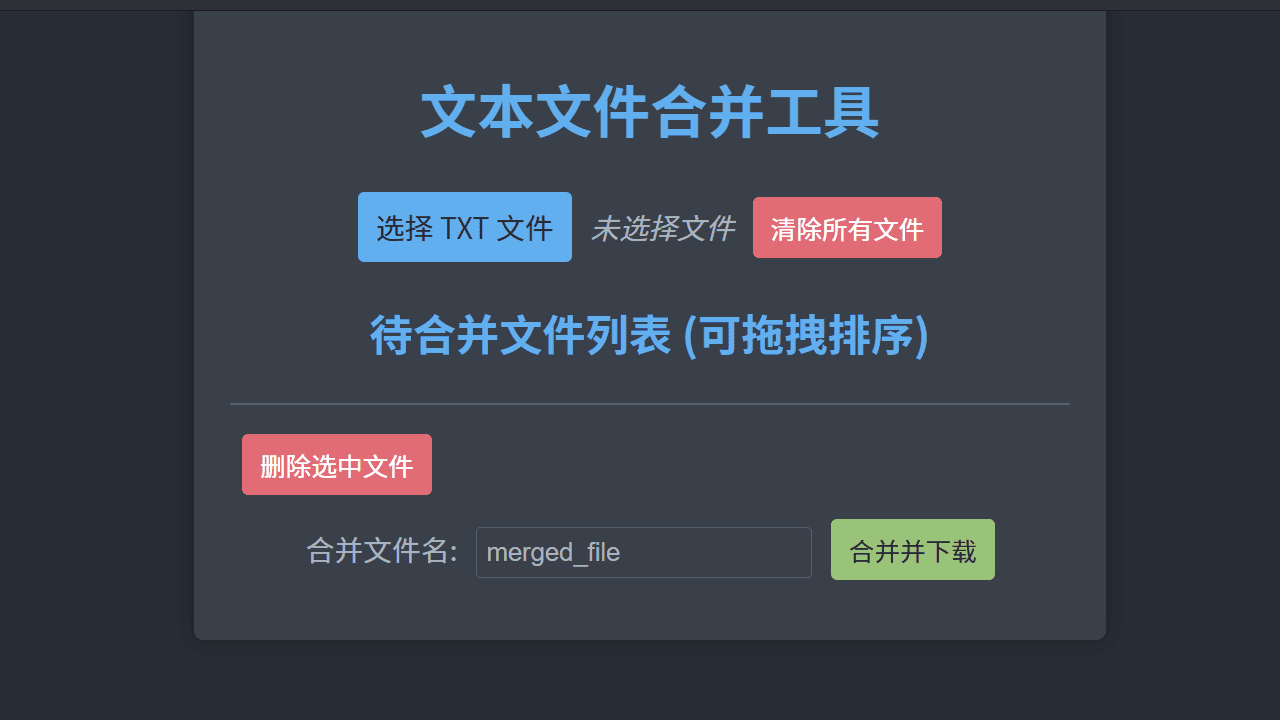 文本文件合并工具
选择 TXT 文件 未选择文件 清除所有文件
待合并文件列表 (可拖拽排序)
删除选中文件
合并文件名: merged_file 合并并下载